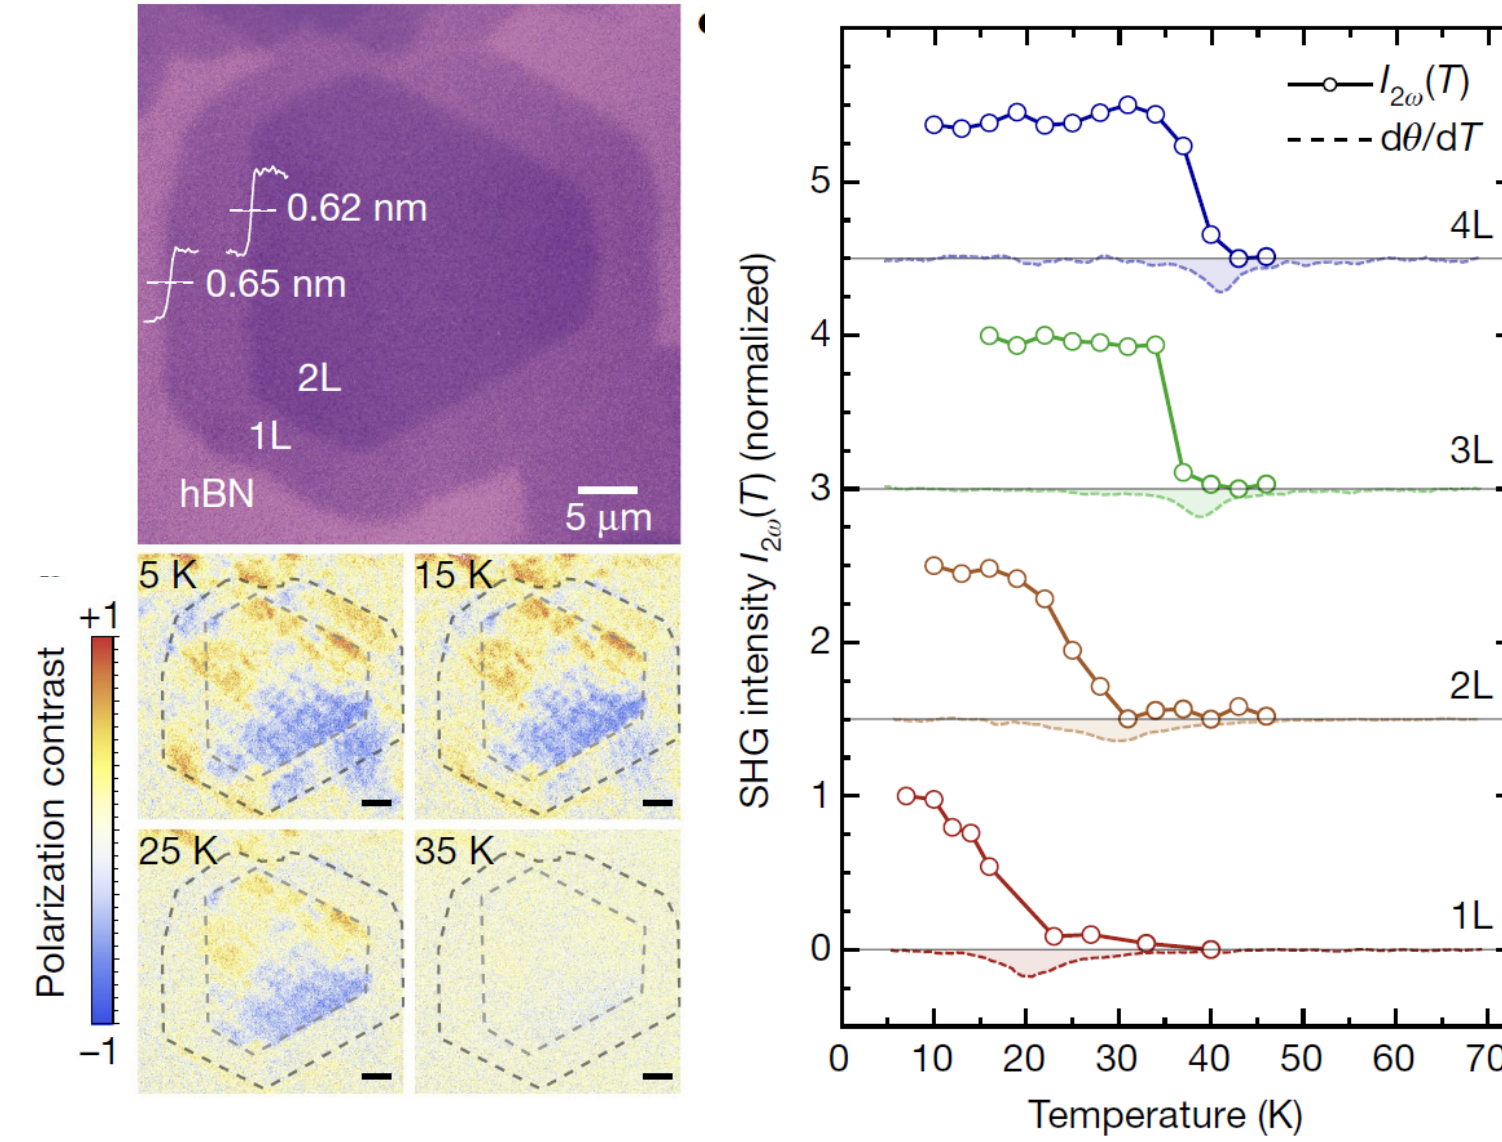 0.62 nm
0.65 nm
2L
1L
hBN
5 μm
5 K
15 K
25 K
35 K
+1
Polarization contrast
−1
I₂ω(T)
dθ/dT
SHG intensity I₂ω(T) (normalized)
5
4
3
2
1
0
4L
3L
2L
1L
0 10 20 30 40 50 60 70
Temperature (K)